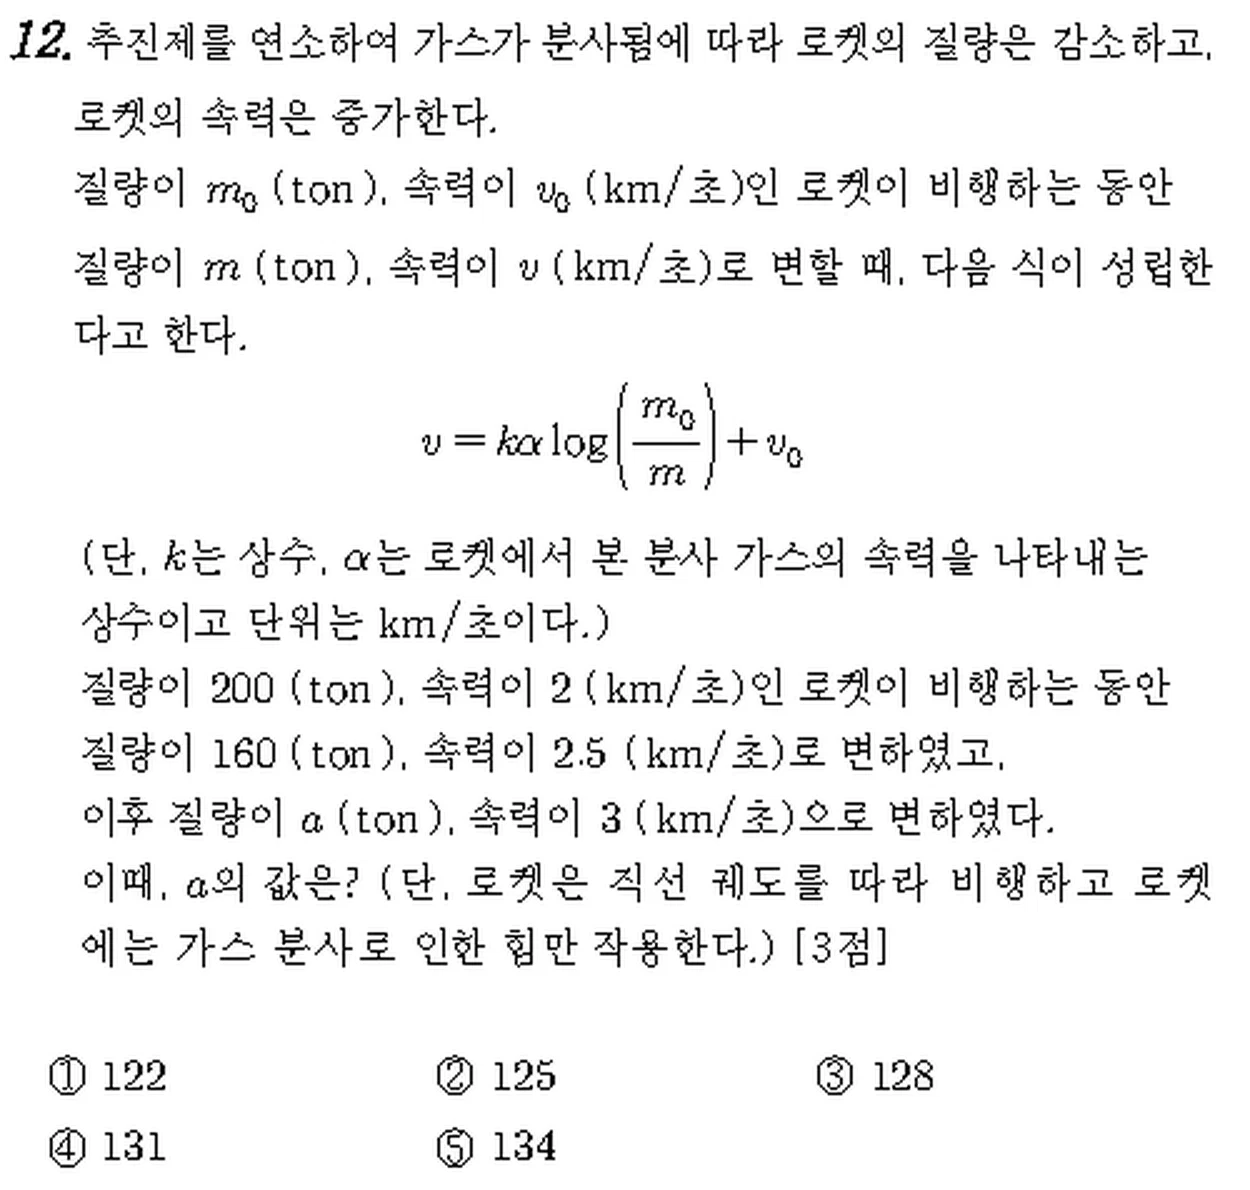 12. 추진제를 연소하여 가스가 분사됨에 따라 로켓의 질량은 감소하고,
로켓의 속력은 증가한다.
질량이 m₀ (ton), 속력이 v₀ (km/초)인 로켓이 비행하는 동안
질량이 m (ton), 속력이 v (km/초)로 변할 때, 다음 식이 성립한
다고 한다.
v = kα log(m₀/m) + v₀
(단, k는 상수, α는 로켓에서 본 분사 가스의 속력을 나타내는
상수이고 단위는 km/초이다.)
질량이 200 (ton), 속력이 2 (km/초)인 로켓이 비행하는 동안
질량이 160 (ton), 속력이 2.5 (km/초)로 변하였고,
이후 질량이 a (ton), 속력이 3 (km/초)으로 변하였다.
이때, a의 값은? (단, 로켓은 직선 궤도를 따라 비행하고 로켓
에는 가스 분사로 인한 힘만 작용한다.) [3점]
① 122 ② 125 ③ 128
④ 131 ⑤ 134